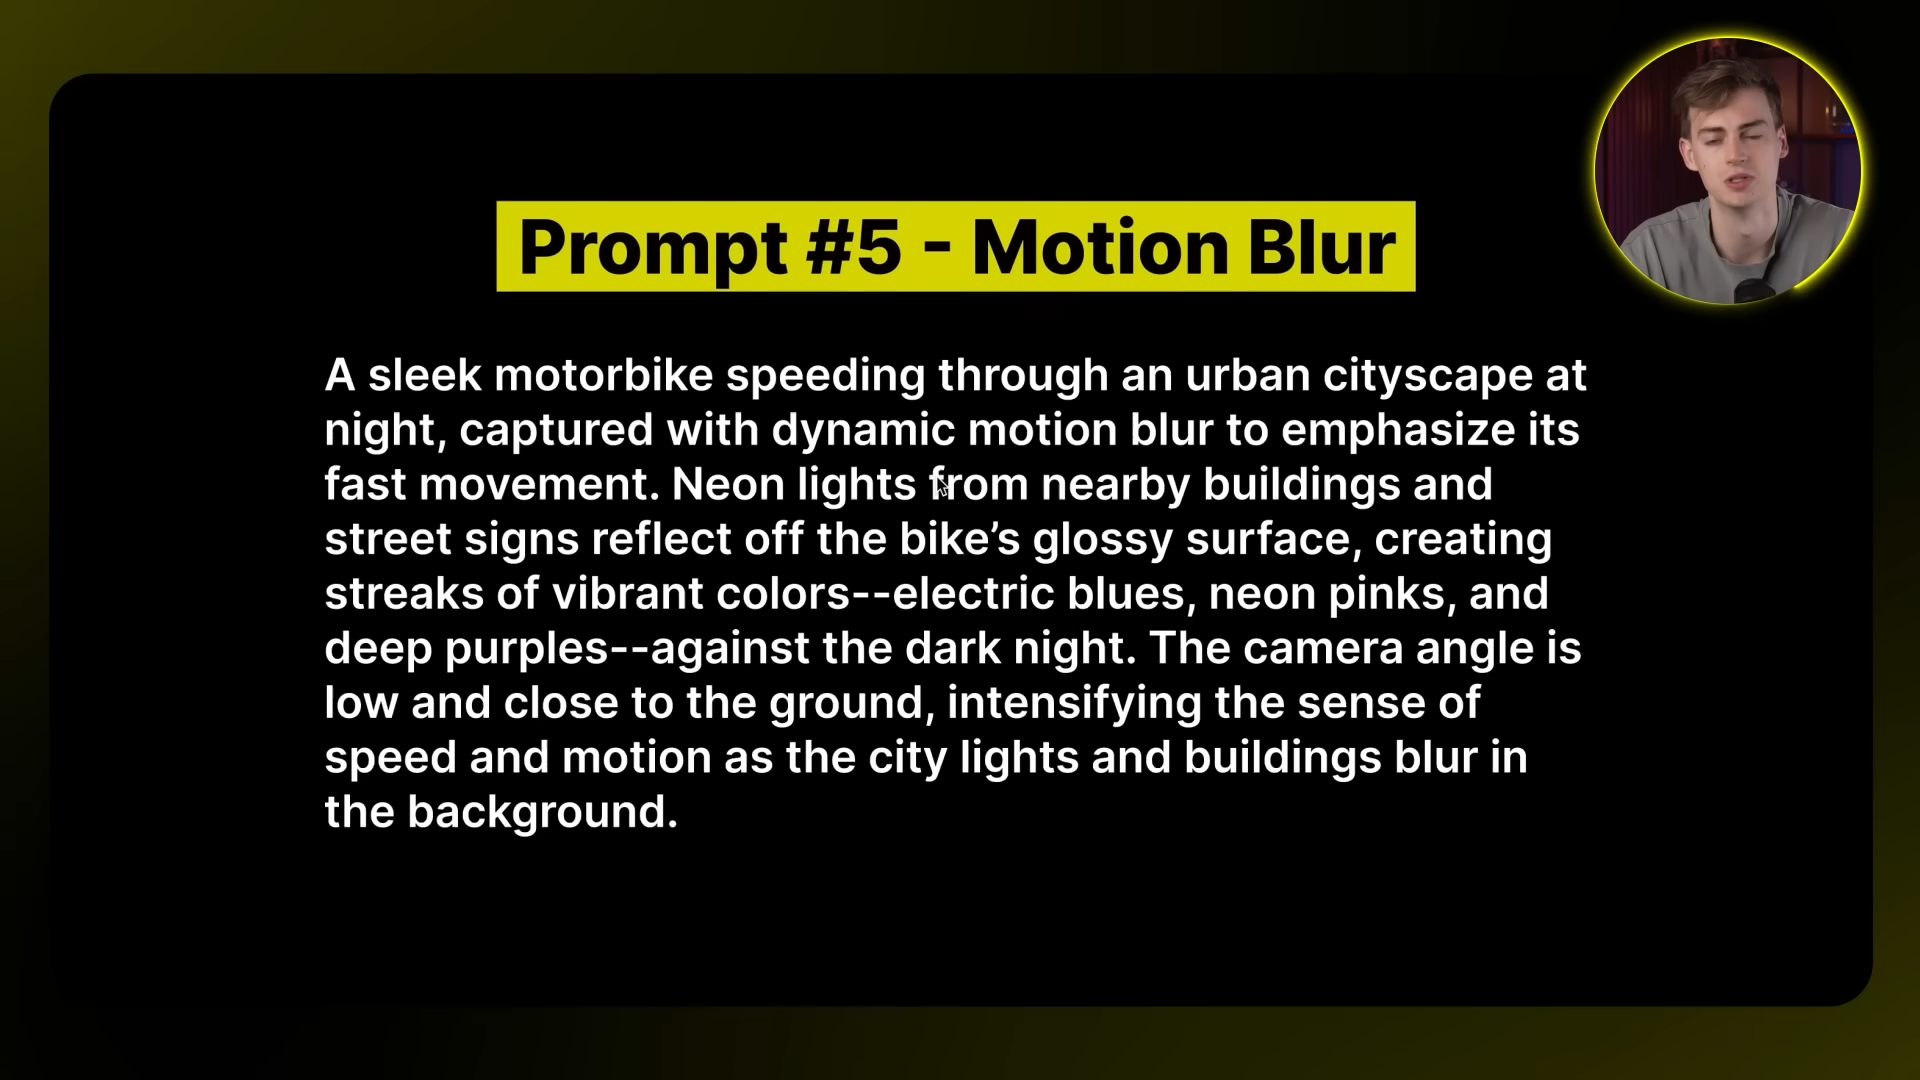 Prompt #5 - Motion Blur
A sleek motorbike speeding through an urban cityscape at
night, captured with dynamic motion blur to emphasize its
fast movement. Neon lights from nearby buildings and
street signs reflect off the bike’s glossy surface, creating
streaks of vibrant colors--electric blues, neon pinks, and
deep purples--against the dark night. The camera angle is
low and close to the ground, intensifying the sense of
speed and motion as the city lights and buildings blur in
the background.